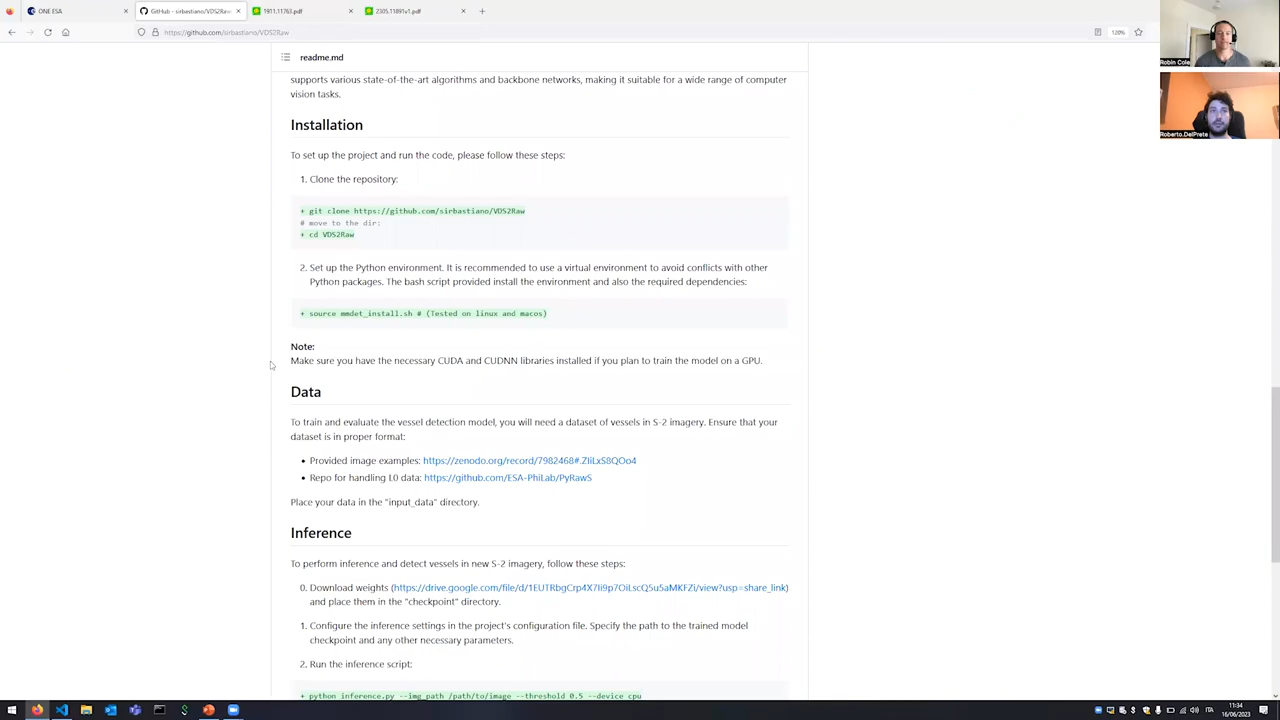 ONE ESA
GitHub - sirbastiano/VDS2Raw
1911.11763.pdf
2305.11891v1.pdf
https://github.com/sirbastiano/VDS2Raw
120%
Robin Cole
Roberto.DelPrete
readme.md
supports various state-of-the-art algorithms and backbone networks, making it suitable for a wide range of computer
vision tasks.
Installation
To set up the project and run the code, please follow these steps:
1. Clone the repository:
+ git clone https://github.com/sirbastiano/VDS2Raw
# move to the dir:
+ cd VDS2Raw
2. Set up the Python environment. It is recommended to use a virtual environment to avoid conflicts with other
Python packages. The bash script provided install the environment and also the required dependencies:
+ source mmdet_install.sh # (Tested on linux and macos)
Note:
Make sure you have the necessary CUDA and CUDNN libraries installed if you plan to train the model on a GPU.
Data
To train and evaluate the vessel detection model, you will need a dataset of vessels in S-2 imagery. Ensure that your
dataset is in proper format:
• Provided image examples: https://zenodo.org/record/7982468#.ZIiLxS8QOo4
• Repo for handling L0 data: https://github.com/ESA-PhiLab/PyRawS
Place your data in the "input_data" directory.
Inference
To perform inference and detect vessels in new S-2 imagery, follow these steps:
0. Download weights (https://drive.google.com/file/d/1EUTRbgCrp4X7Ii9p7OiLscQ5u5aMKFZi/view?usp=share_link)
and place them in the "checkpoint" directory.
1. Configure the inference settings in the project's configuration file. Specify the path to the trained model
checkpoint and any other necessary parameters.
2. Run the inference script:
+ python inference.py --img_path /path/to/image --threshold 0.5 --device cpu
ITA
11:34
16/06/2023